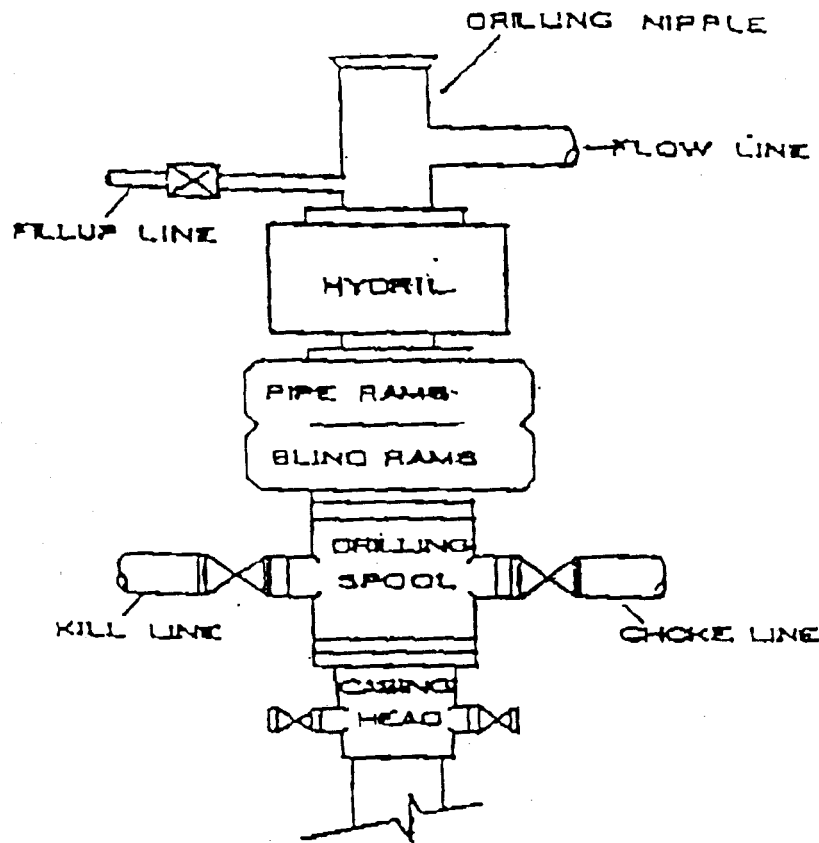 DRILLING NIPPLE
FLOW LINE
FILLUP LINE
HYDRIL
PIPE RAMS
BLIND RAMS
DRILLING
SPOOL
KILL LINE
CHOKE LINE
CASING
HEAD